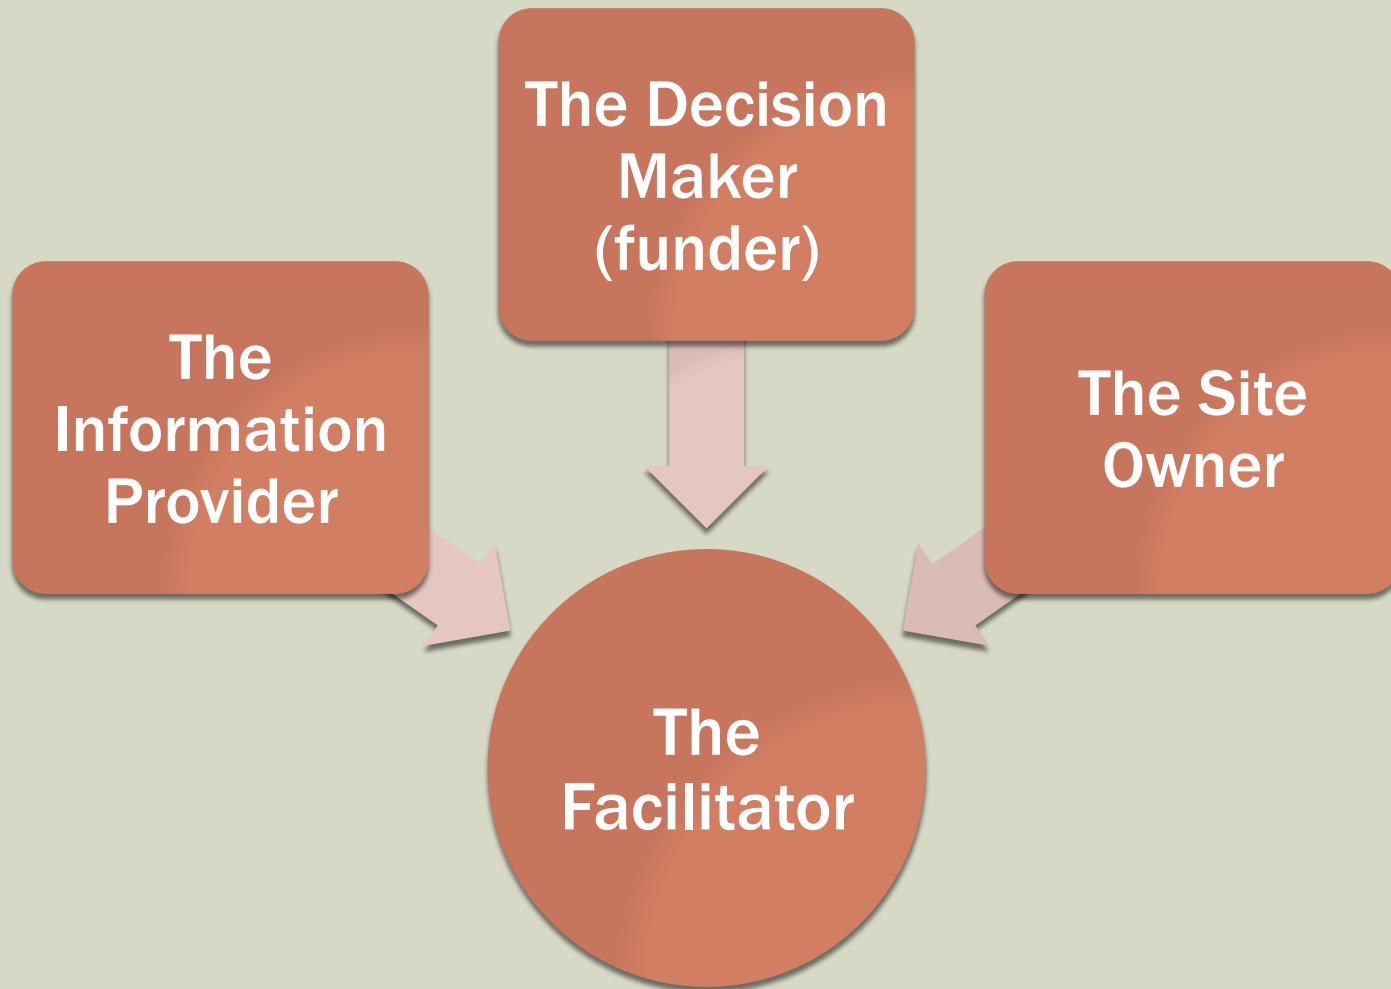 The Decision
Maker
(funder)
The
Information
Provider
The Site
Owner
The
Facilitator